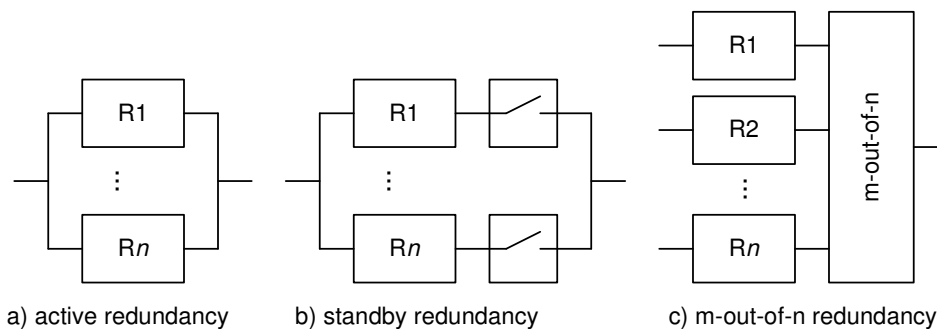 R1
⋮
Rn
a) active redundancy
R1
⋮
Rn
b) standby redundancy
R1
R2
⋮
Rn
m-out-of-n
c) m-out-of-n redundancy